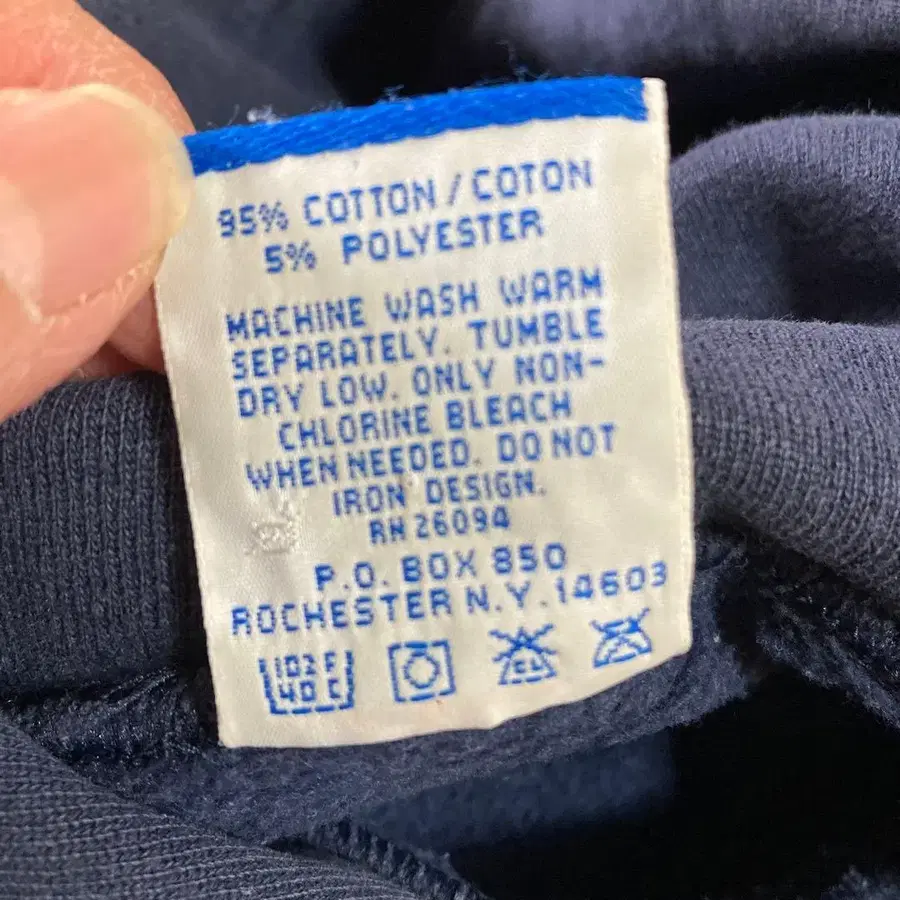 95% COTTON / COTON
5% POLYESTER
MACHINE WASH WARM
SEPARATELY. TUMBLE
DRY LOW. ONLY NON-
CHLORINE BLEACH
WHEN NEEDED. DO NOT
IRON DESIGN.
RN 26094
P.O. BOX 850
ROCHESTER N.Y. 14603
102 F CL
40 C